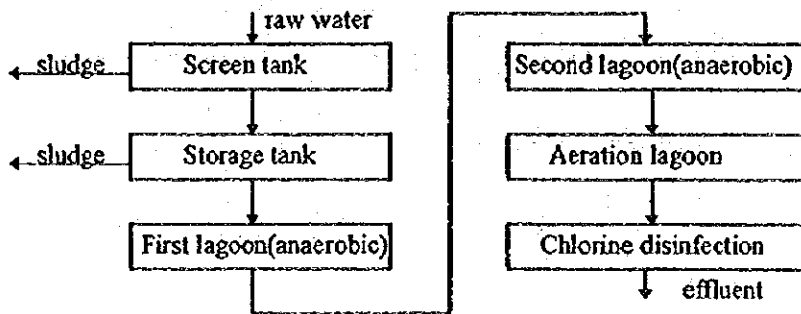 raw water
sludge
Screen tank
sludge
Storage tank
First lagoon(anaerobic)
Second lagoon(anaerobic)
Aeration lagoon
Chlorine disinfection
effluent